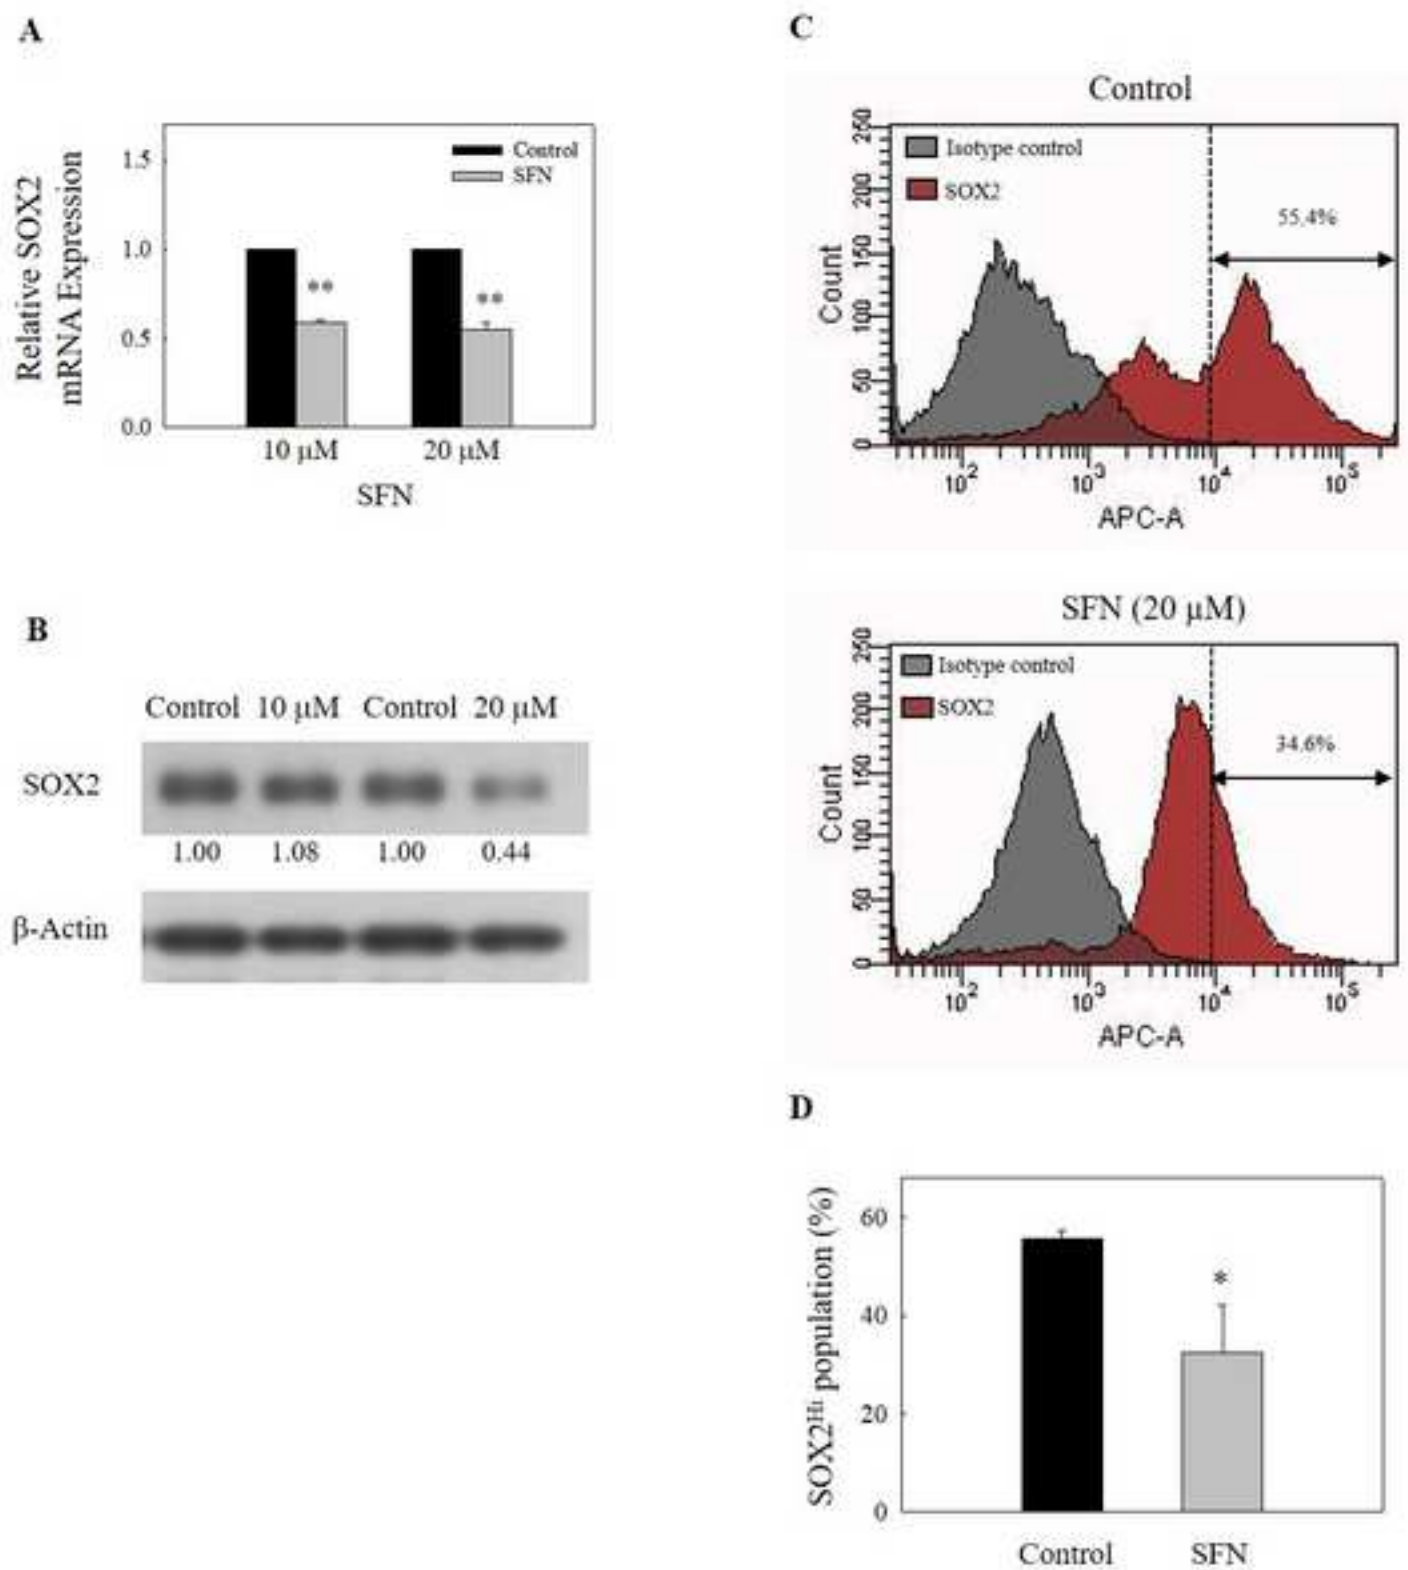 A
Relative SOX2
mRNA Expression
1.5
1.0
0.5
0.0
Control
SFN
**
**
10 μM
20 μM
SFN
B
Control 10 μM Control 20 μM
SOX2
1.00 1.08 1.00 0.44
β-Actin
C
Control
Isotype control
SOX2
55.4%
Count
250
200
150
100
50
0
10² 10³ 10⁴ 10⁵
APC-A
SFN (20 μM)
Isotype control
SOX2
34.6%
Count
250
200
150
100
50
0
10² 10³ 10⁴ 10⁵
APC-A
D
SOX2ᴴⁱ population (%)
60
40
20
0
*
Control
SFN